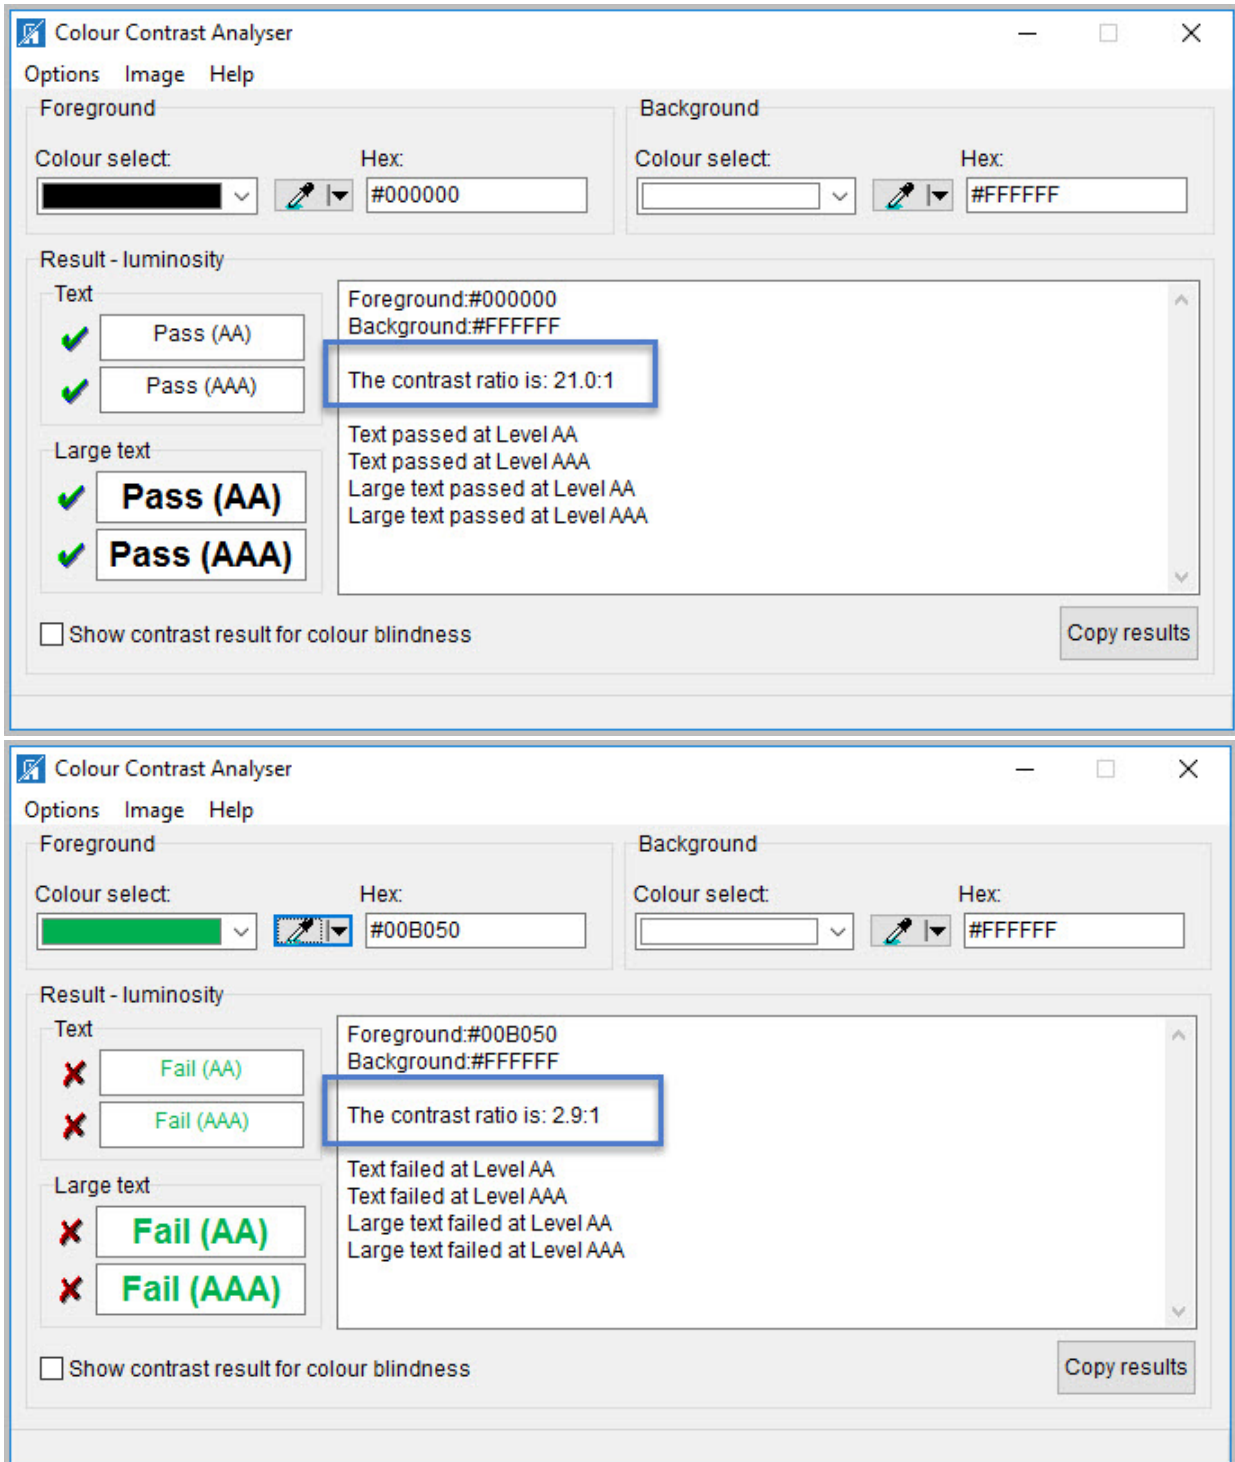 Colour Contrast Analyser
Options Image Help
Foreground
Background
Colour select:
Hex:
Colour select:
Hex:
#000000
#FFFFFF
Result - luminosity
Text
Pass (AA)
Pass (AAA)
Large text
Pass (AA)
Pass (AAA)
Foreground:#000000
Background:#FFFFFF
The contrast ratio is: 21.0:1
Text passed at Level AA
Text passed at Level AAA
Large text passed at Level AA
Large text passed at Level AAA
Show contrast result for colour blindness
Copy results
Colour Contrast Analyser
Options Image Help
Foreground
Background
Colour select:
Hex:
Colour select:
Hex:
#00B050
#FFFFFF
Result - luminosity
Text
Fail (AA)
Fail (AAA)
Large text
Fail (AA)
Fail (AAA)
Foreground:#00B050
Background:#FFFFFF
The contrast ratio is: 2.9:1
Text failed at Level AA
Text failed at Level AAA
Large text failed at Level AA
Large text failed at Level AAA
Show contrast result for colour blindness
Copy results